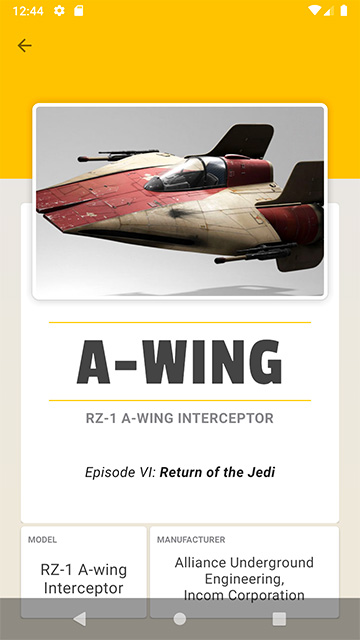 12:44
A-WING
RZ-1 A-WING INTERCEPTOR
Episode VI: Return of the Jedi
MODEL
RZ-1 A-wing
Interceptor
MANUFACTURER
Alliance Underground
Engineering,
Incom Corporation